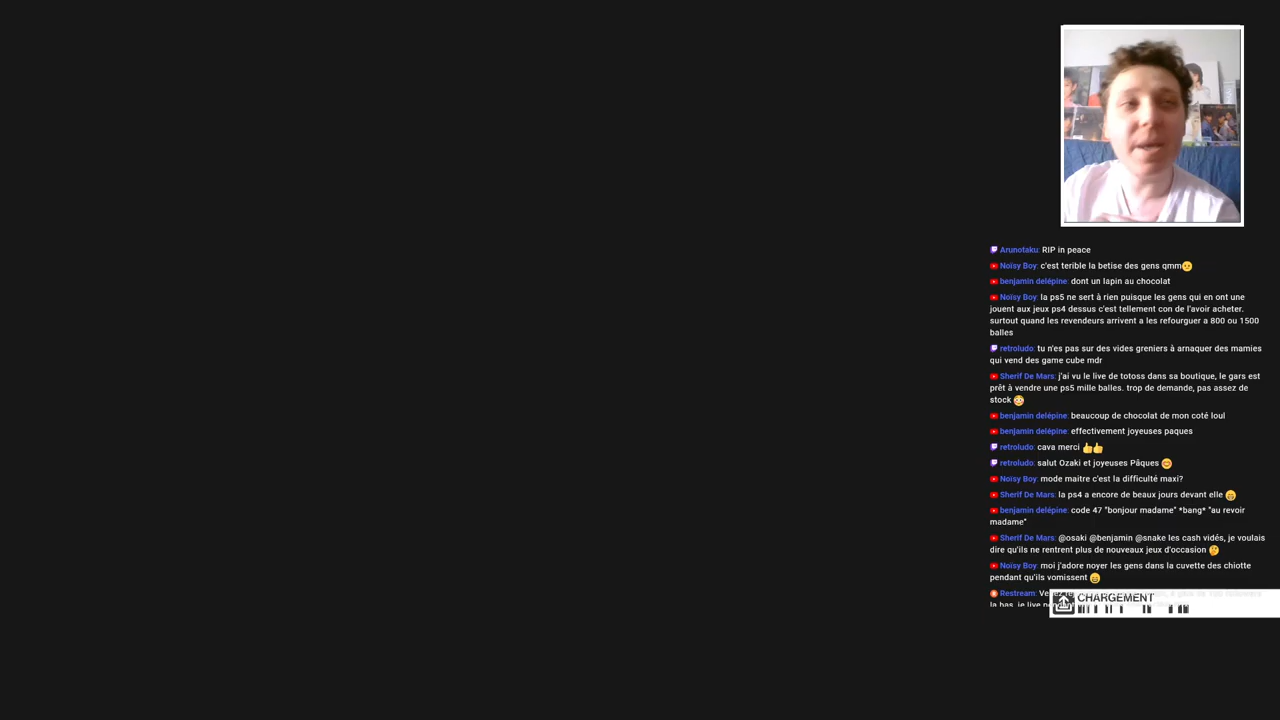 Arunotaku: RIP in peace
Noïsy Boy: c'est terible la betise des gens qmm
benjamin delépine: dont un lapin au chocolat
Noïsy Boy: la ps5 ne sert à rien puisque les gens qui en ont une
jouent aux jeux ps4 dessus c'est tellement con de l'avoir acheter.
surtout quand les revendeurs arrivent a les refourguer a 800 ou 1500
balles
retroludo: tu n'es pas sur des vides greniers à arnaquer des mamies
qui vend des game cube mdr
Sherif De Mars: j'ai vu le live de totoss dans sa boutique, le gars est
prêt à vendre une ps5 mille balles. trop de demande, pas assez de
stock 😳
benjamin delépine: beaucoup de chocolat de mon coté loul
benjamin delépine: effectivement joyeuses paques
retroludo: cava merci 👍👍
retroludo: salut Ozaki et joyeuses Pâques 😊
Noïsy Boy: mode maitre c'est la difficulté maxi?
Sherif De Mars: la ps4 a encore de beaux jours devant elle
benjamin delépine: code 47 "bonjour madame" *bang* "au revoir
madame"
Sherif De Mars: @osaki @benjamin @snake les cash vidés, je voulais
dire qu'ils ne rentrent plus de nouveaux jeux d'occasion 🤔
Noïsy Boy: moi j'adore noyer les gens dans la cuvette des chiotte
pendant qu'ils vomissent
Restream:
la bas, je live
CHARGEMENT